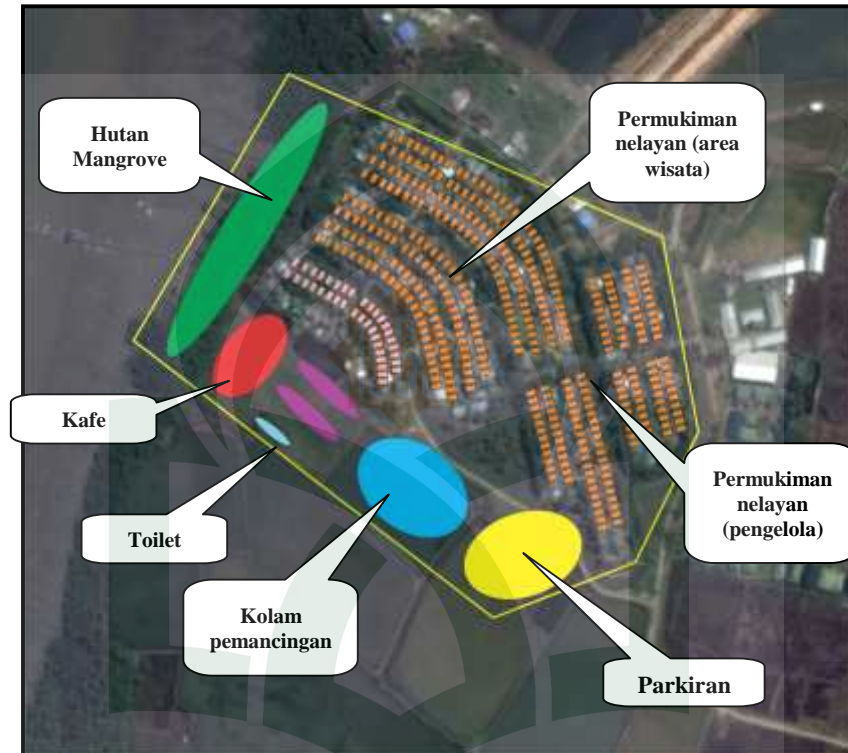 Hutan
Mangrove
Permukiman
nelayan (area
wisata)
Kafe
Toilet
Kolam
pemancingan
Permukiman
nelayan
(pengelola)
Parkiran